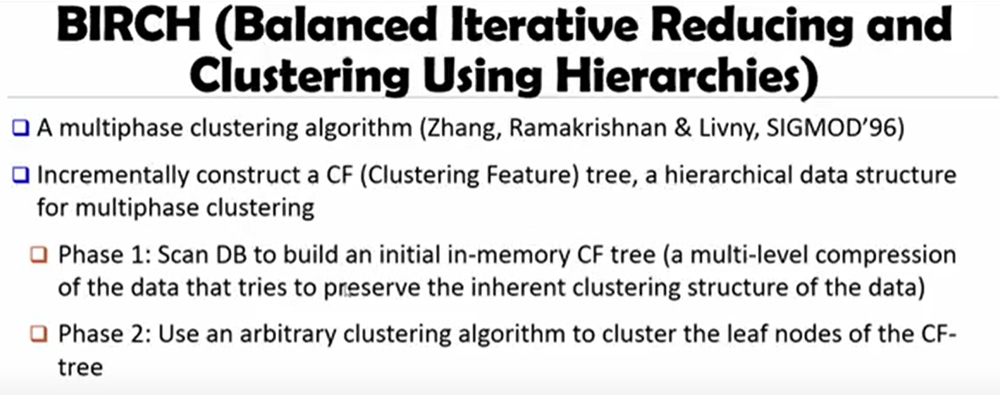 BIRCH (Balanced Iterative Reducing and
Clustering Using Hierarchies)
A multiphase clustering algorithm (Zhang, Ramakrishnan & Livny, SIGMOD’96)
Incrementally construct a CF (Clustering Feature) tree, a hierarchical data structure
for multiphase clustering
Phase 1: Scan DB to build an initial in-memory CF tree (a multi-level compression
of the data that tries to preserve the inherent clustering structure of the data)
Phase 2: Use an arbitrary clustering algorithm to cluster the leaf nodes of the CF-
tree